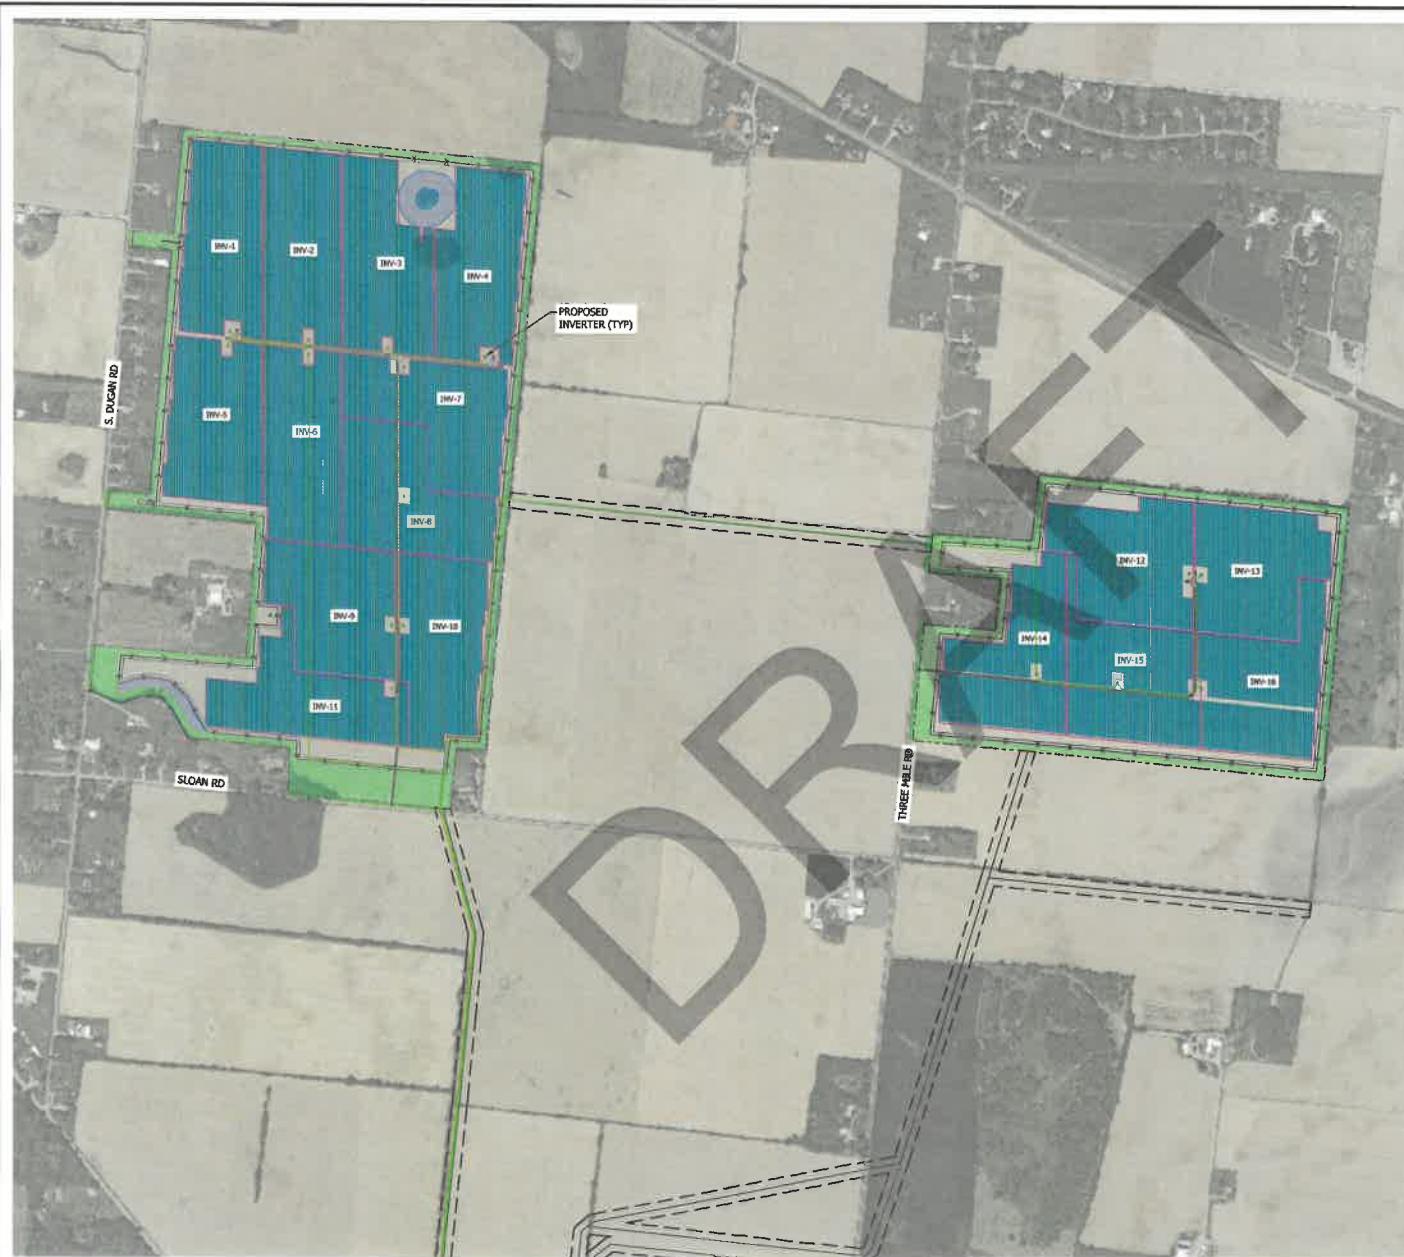 INV-1
INV-2
INV-3
INV-4
PROPOSED
INVERTER (TYP)
S. DUGAN RD
INV-5
INV-6
INV-7
INV-8
INV-9
INV-10
INV-11
SLOAN RD
INV-12
INV-13
INV-14
INV-15
INV-16
THREE MILE RD
DRAFT